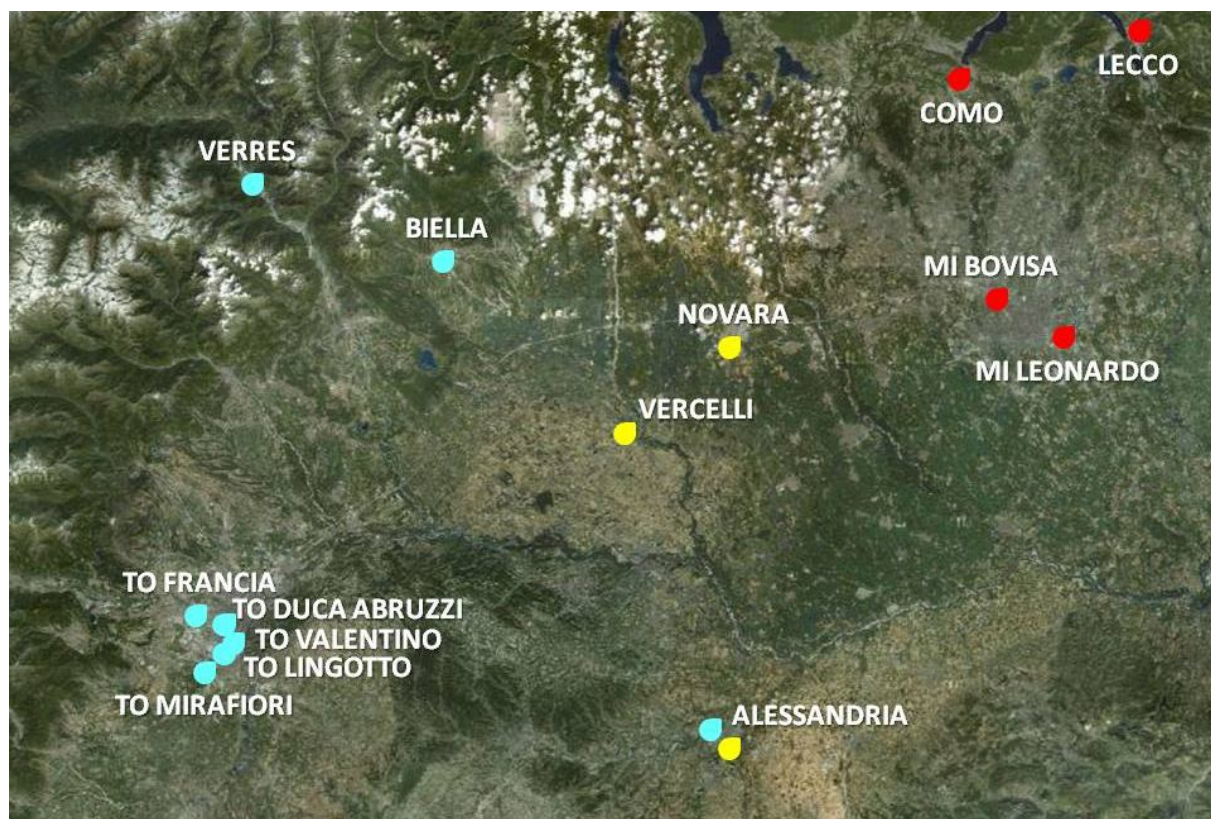 LECCO
COMO
VERRES
BIELLA
MI BOVISA
NOVARA
MI LEONARDO
VERCELLI
TO FRANCIA
TO DUCA ABRUZZI
TO VALENTINO
TO LINGOTTO
TO MIRAFIORI
ALESSANDRIA